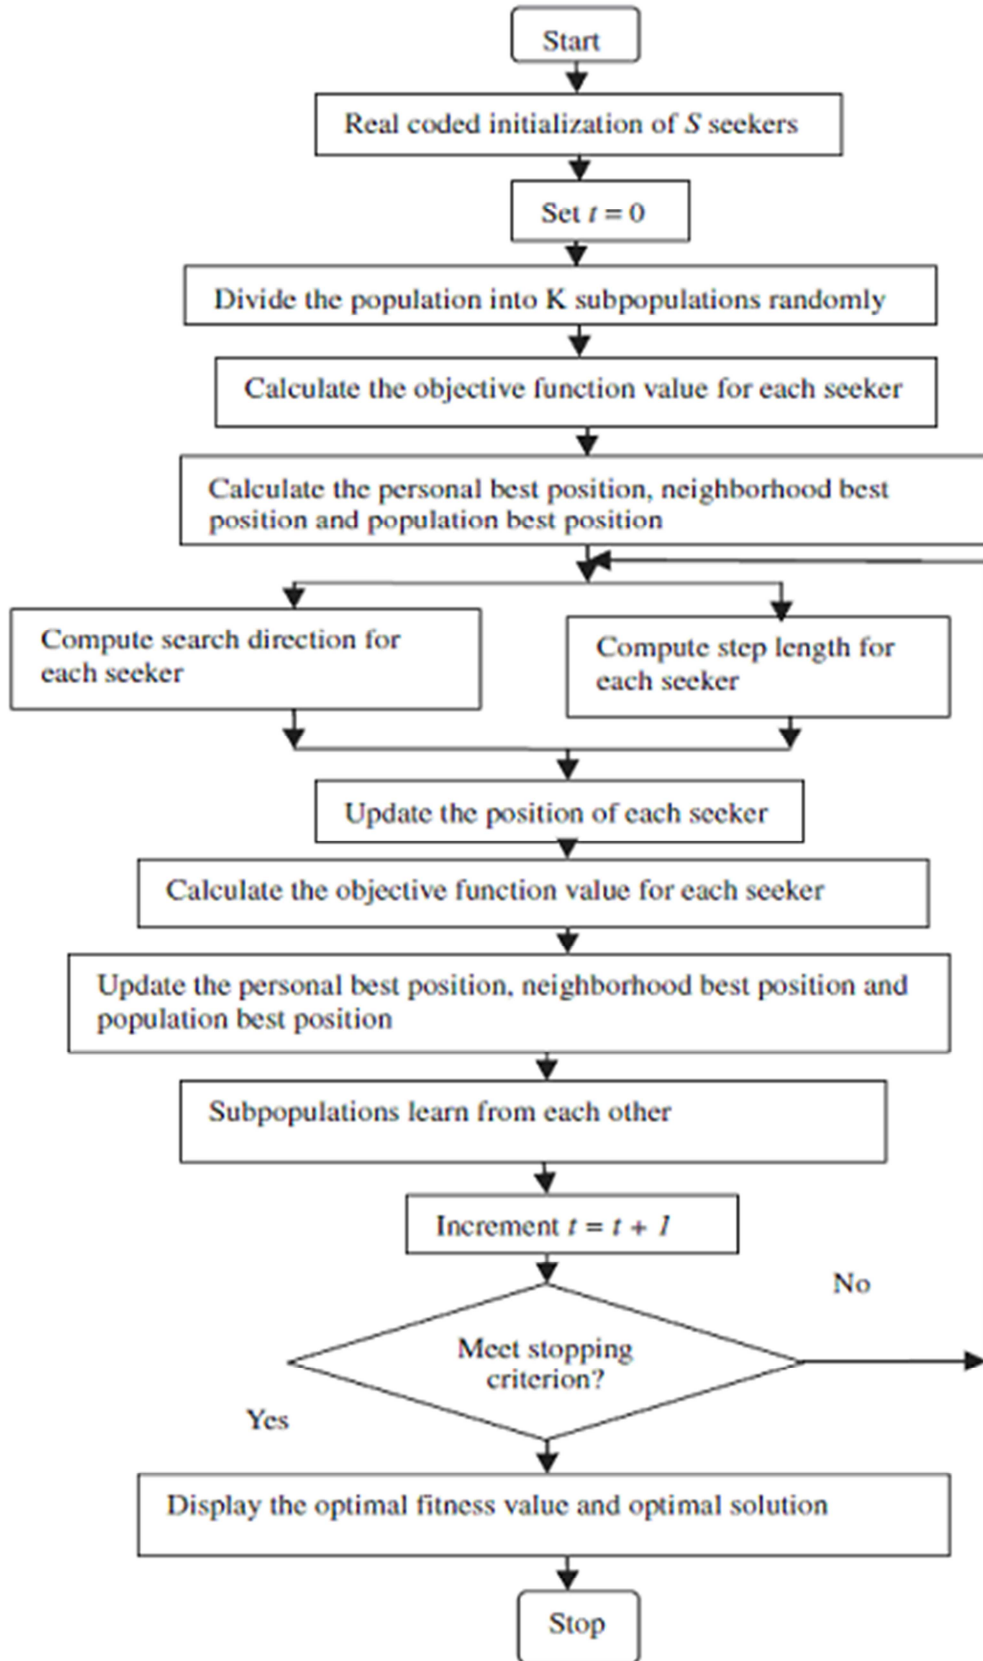 Start
Real coded initialization of S seekers
Set t = 0
Divide the population into K subpopulations randomly
Calculate the objective function value for each seeker
Calculate the personal best position, neighborhood best
position and population best position
Compute search direction for
each seeker
Compute step length for
each seeker
Update the position of each seeker
Calculate the objective function value for each seeker
Update the personal best position, neighborhood best position and
population best position
Subpopulations learn from each other
Increment t = t + 1
No
Meet stopping
criterion?
Yes
Display the optimal fitness value and optimal solution
Stop